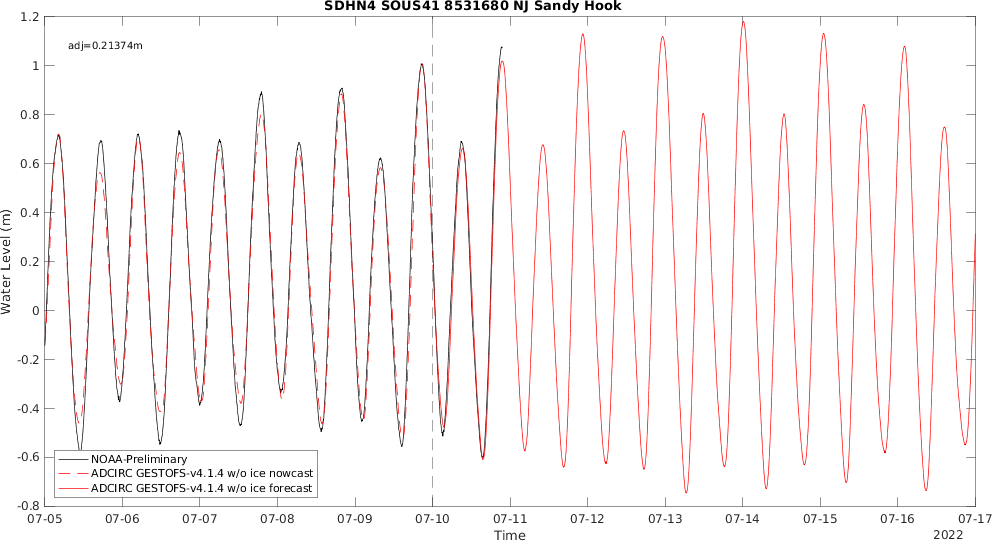 SDHN4 SOUS41 8531680 NJ Sandy Hook
adj=0.21374m
1.2
1
0.8
0.6
0.4
0.2
0
-0.2
-0.4
-0.6
-0.8
Water Level (m)
NOAA-Preliminary
ADCIRC GESTOFS-v4.1.4 w/o ice nowcast
ADCIRC GESTOFS-v4.1.4 w/o ice forecast
07-05 07-06 07-07 07-08 07-09 07-10 07-11 07-12 07-13 07-14 07-15 07-16 07-17
Time
2022